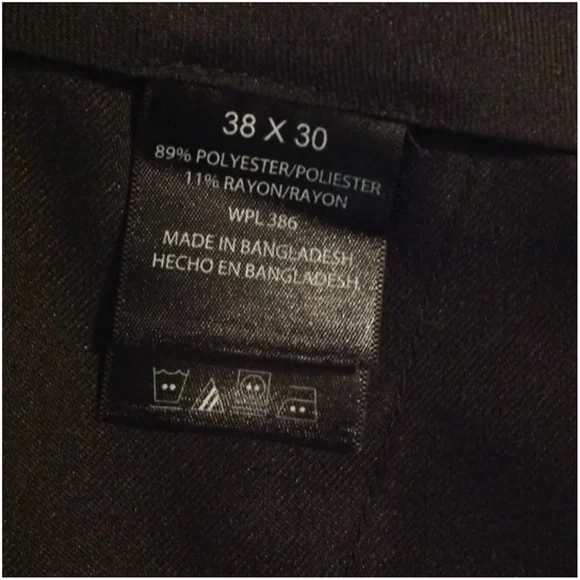 38 X 30
89% POLYESTER/POLIESTER
11% RAYON/RAYON
WPL 386
MADE IN BANGLADESH
HECHO EN BANGLADESH